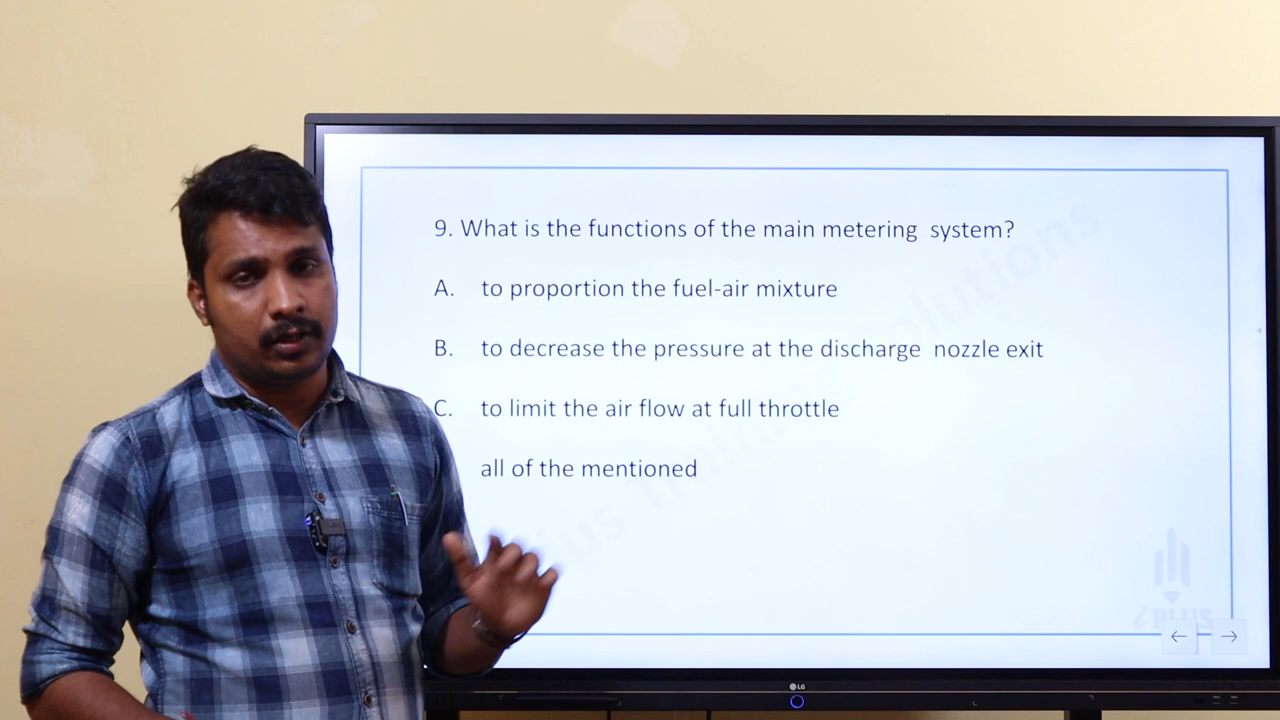 9. What is the functions of the main metering system?
A. to proportion the fuel-air mixture
B. to decrease the pressure at the discharge nozzle exit
C. to limit the air flow at full throttle
all of the mentioned
iPLUS
LG